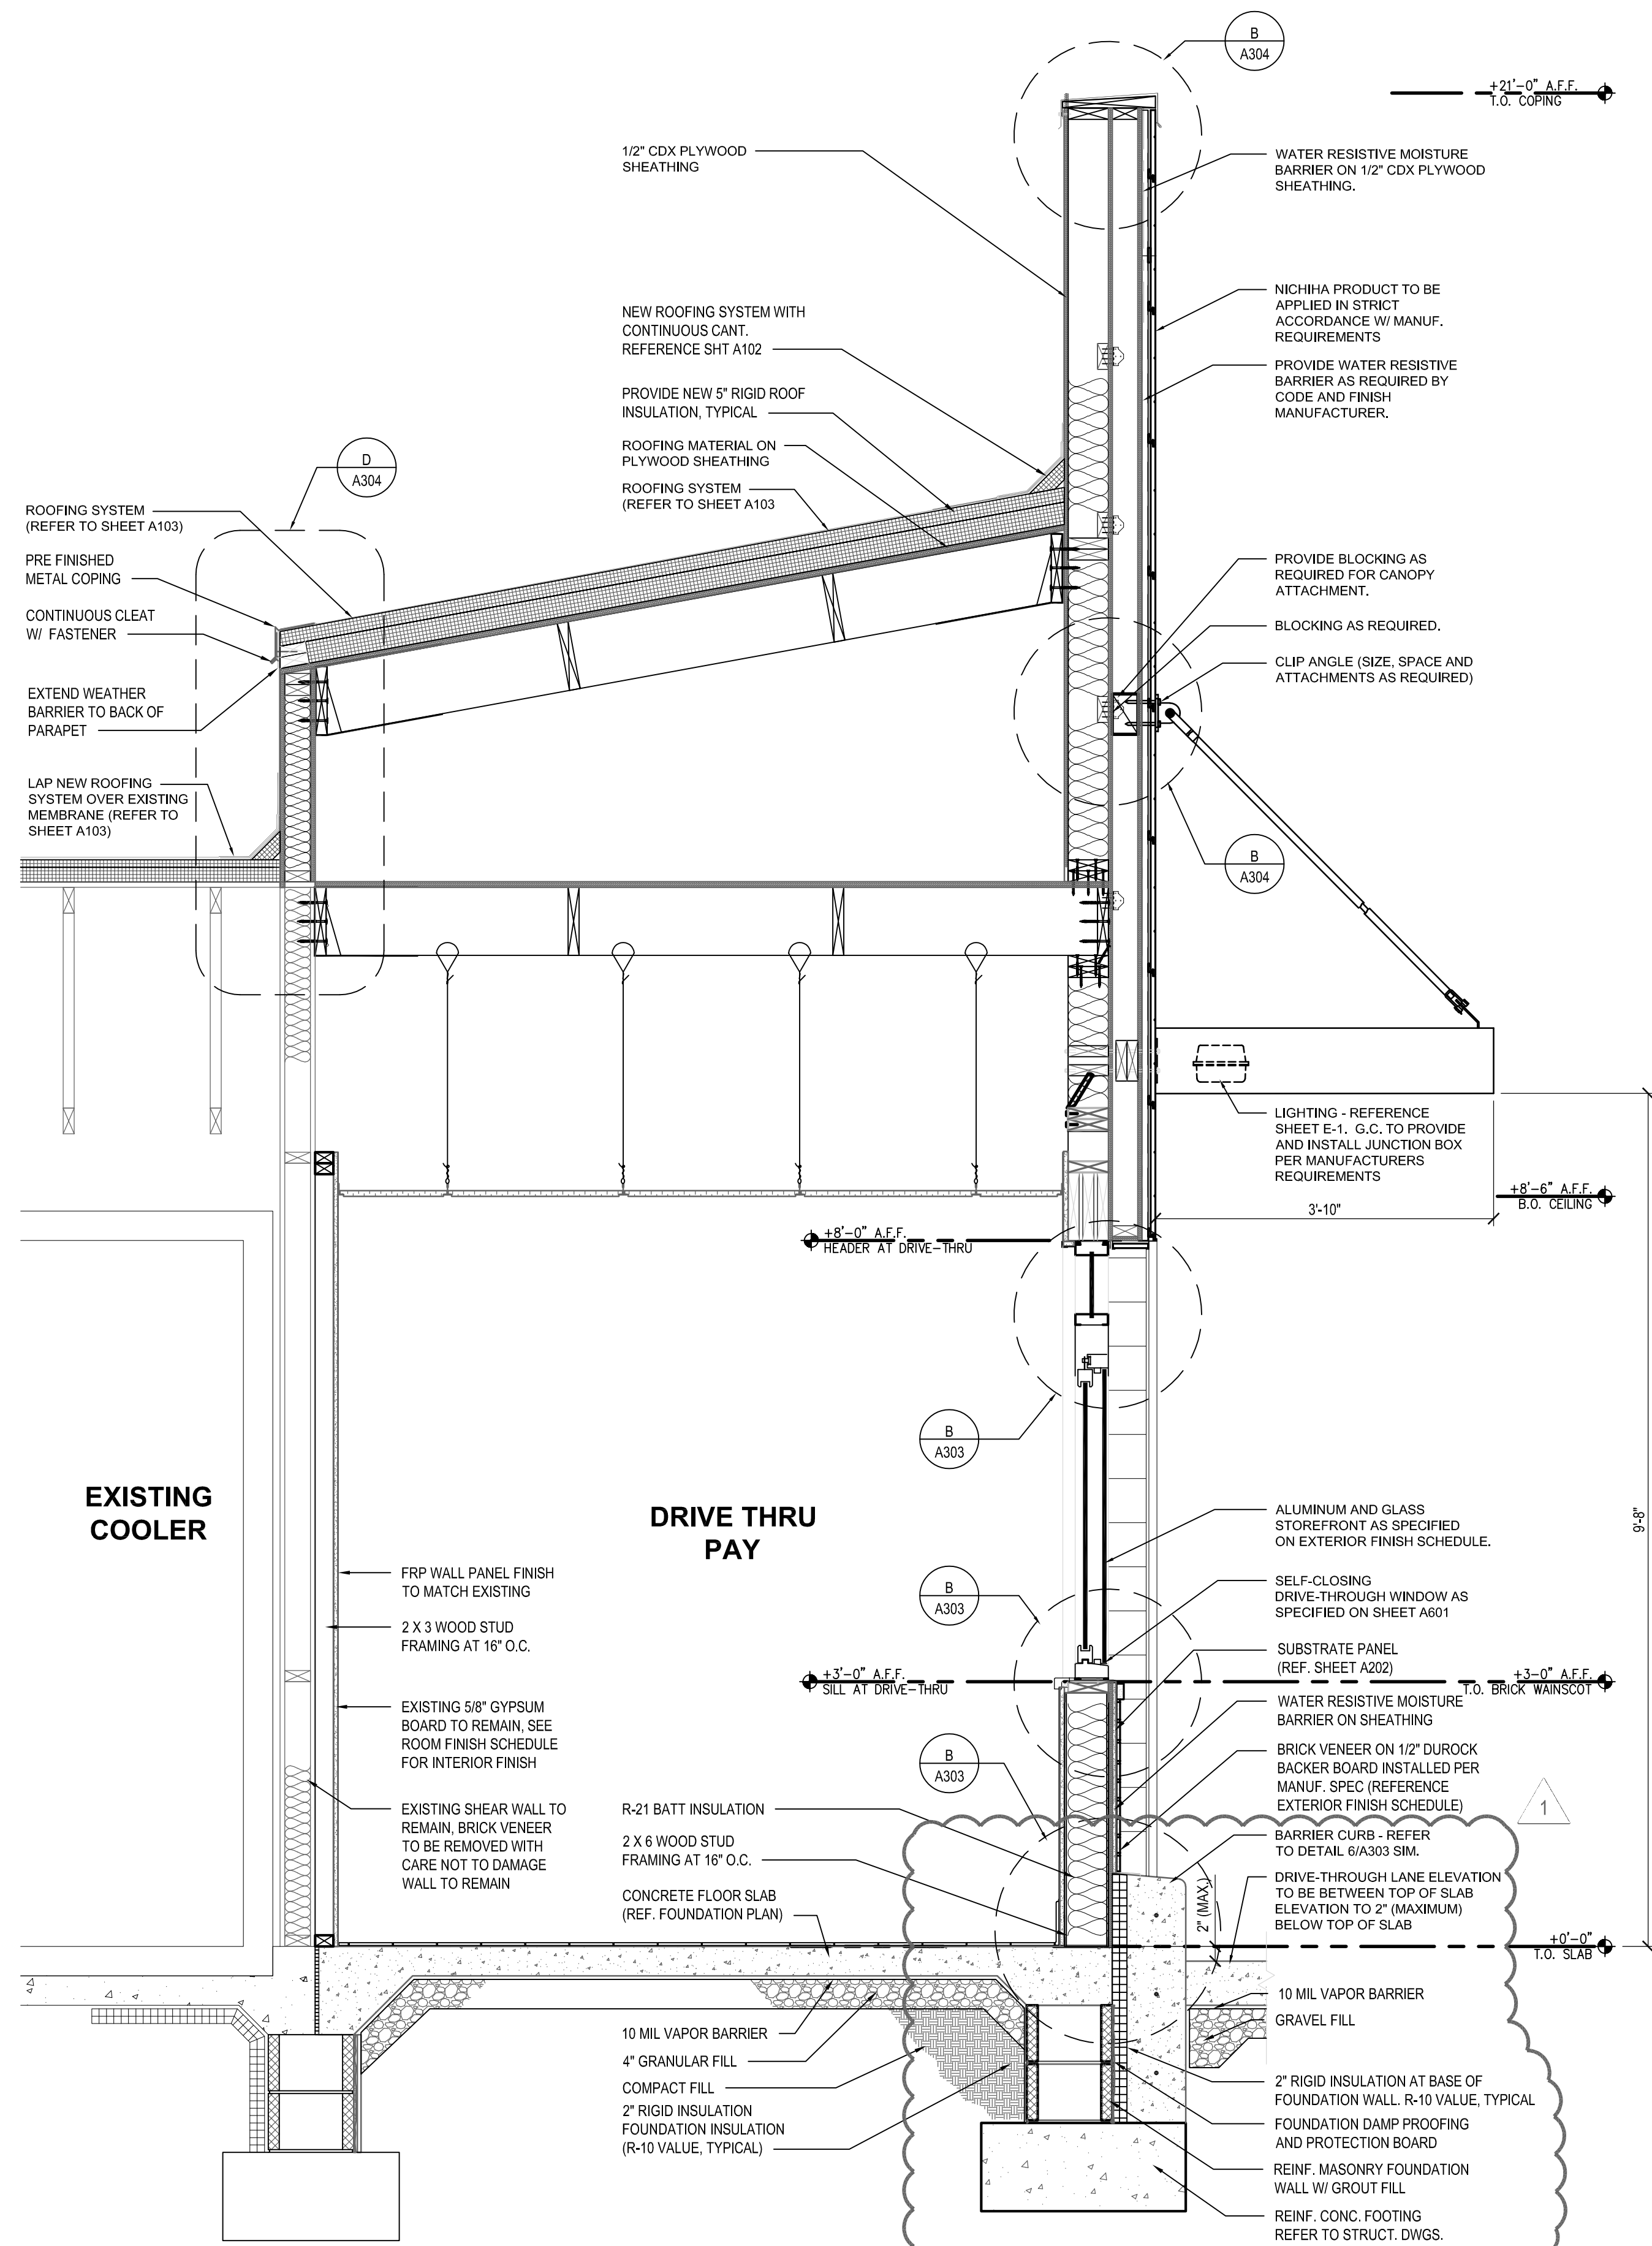 B
A304
+21'-0" A.F.F.
T.O. COPING
1/2" CDX PLYWOOD
SHEATHING
WATER RESISTIVE MOISTURE
BARRIER ON 1/2" CDX PLYWOOD
SHEATHING.
NICHIHA PRODUCT TO BE
APPLIED IN STRICT
ACCORDANCE W/ MANUF.
REQUIREMENTS
NEW ROOFING SYSTEM WITH
CONTINUOUS CANT.
REFERENCE SHT A102
PROVIDE WATER RESISTIVE
BARRIER AS REQUIRED BY
CODE AND FINISH
MANUFACTURER.
PROVIDE NEW 5" RIGID ROOF
INSULATION, TYPICAL
ROOFING MATERIAL ON
PLYWOOD SHEATHING
ROOFING SYSTEM
(REFER TO SHEET A103
D
A304
ROOFING SYSTEM
(REFER TO SHEET A103)
PRE FINISHED
METAL COPING
CONTINUOUS CLEAT
W/ FASTENER
EXTEND WEATHER
BARRIER TO BACK OF
PARAPET
LAP NEW ROOFING
SYSTEM OVER EXISTING
MEMBRANE (REFER TO
SHEET A103)
PROVIDE BLOCKING AS
REQUIRED FOR CANOPY
ATTACHMENT.
BLOCKING AS REQUIRED.
CLIP ANGLE (SIZE, SPACE AND
ATTACHMENTS AS REQUIRED)
B
A304
LIGHTING - REFERENCE
SHEET E-1. G.C. TO PROVIDE
AND INSTALL JUNCTION BOX
PER MANUFACTURERS
REQUIREMENTS
+8'-6" A.F.F.
B.O. CEILING
3'-10"
+8'-0" A.F.F.
HEADER AT DRIVE-THRU
B
A303
EXISTING
COOLER
DRIVE THRU
PAY
9'-8"
ALUMINUM AND GLASS
STOREFRONT AS SPECIFIED
ON EXTERIOR FINISH SCHEDULE.
SELF-CLOSING
DRIVE-THROUGH WINDOW AS
SPECIFIED ON SHEET A601
B
A303
FRP WALL PANEL FINISH
TO MATCH EXISTING
2 X 3 WOOD STUD
FRAMING AT 16" O.C.
SUBSTRATE PANEL
(REF. SHEET A202)
+3'-0" A.F.F.
SILL AT DRIVE-THRU
+3-0" A.F.F.
T.O. BRICK WAINSCOT
EXISTING 5/8" GYPSUM
BOARD TO REMAIN, SEE
ROOM FINISH SCHEDULE
FOR INTERIOR FINISH
WATER RESISTIVE MOISTURE
BARRIER ON SHEATHING
B
A303
BRICK VENEER ON 1/2" DUROCK
BACKER BOARD INSTALLED PER
MANUF. SPEC (REFERENCE
EXTERIOR FINISH SCHEDULE)
1
EXISTING SHEAR WALL TO
REMAIN, BRICK VENEER
TO BE REMOVED WITH
CARE NOT TO DAMAGE
WALL TO REMAIN
R-21 BATT INSULATION
2 X 6 WOOD STUD
FRAMING AT 16" O.C.
CONCRETE FLOOR SLAB
(REF. FOUNDATION PLAN)
BARRIER CURB - REFER
TO DETAIL 6/A303 SIM.
2" (MAX.)
DRIVE-THROUGH LANE ELEVATION
TO BE BETWEEN TOP OF SLAB
ELEVATION TO 2" (MAXIMUM)
BELOW TOP OF SLAB
+0'-0"
T.O. SLAB
10 MIL VAPOR BARRIER
GRAVEL FILL
10 MIL VAPOR BARRIER
4" GRANULAR FILL
COMPACT FILL
2" RIGID INSULATION
FOUNDATION INSULATION
(R-10 VALUE, TYPICAL)
2" RIGID INSULATION AT BASE OF
FOUNDATION WALL. R-10 VALUE, TYPICAL
FOUNDATION DAMP PROOFING
AND PROTECTION BOARD
REINF. MASONRY FOUNDATION
WALL W/ GROUT FILL
REINF. CONC. FOOTING
REFER TO STRUCT. DWGS.